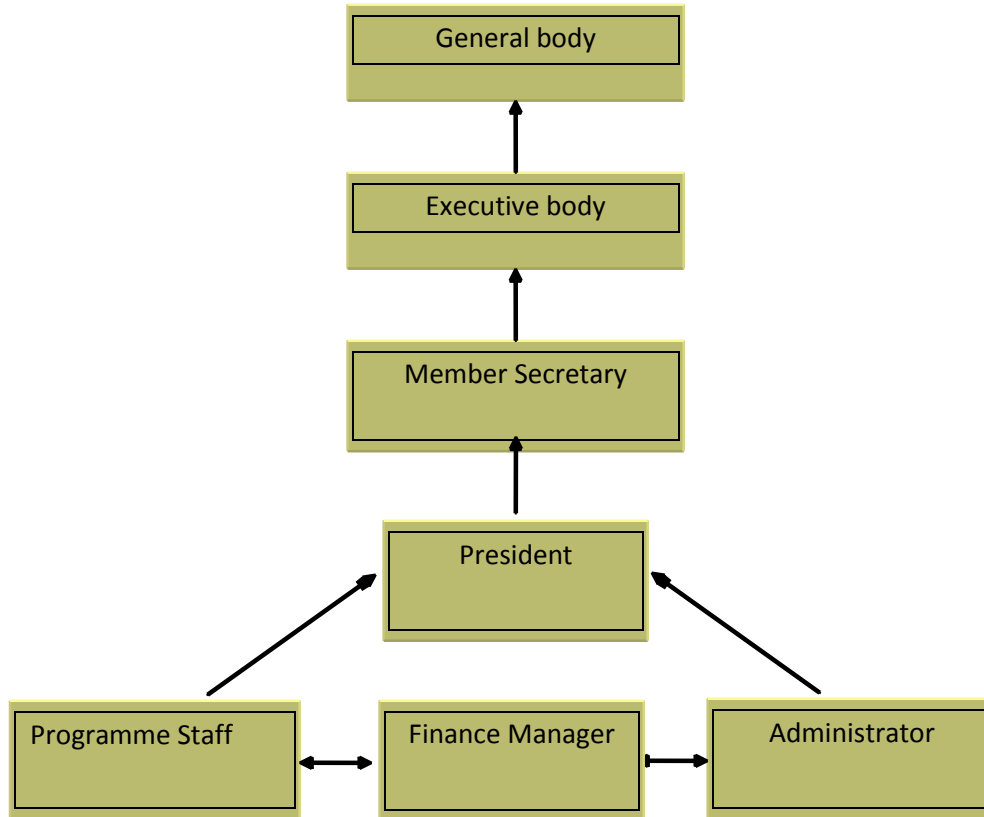 General body
Executive body
Member Secretary
President
Programme Staff
Finance Manager
Administrator